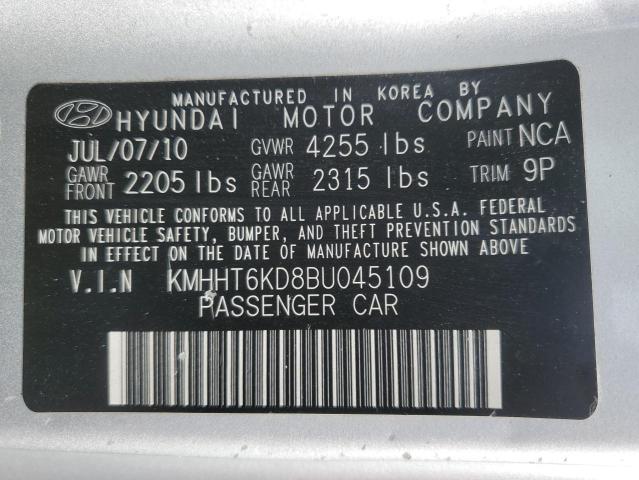 MANUFACTURED IN KOREA BY
HYUNDAI MOTOR COMPANY
JUL/07/10 GVWR 4255 lbs PAINT NCA
GAWR FRONT 2205 lbs GAWR REAR 2315 lbs TRIM 9P
THIS VEHICLE CONFORMS TO ALL APPLICABLE U.S.A. FEDERAL
MOTOR VEHICLE SAFETY, BUMPER, AND THEFT PREVENTION STANDARDS
IN EFFECT ON THE DATE OF MANUFACTURE SHOWN ABOVE
V.I.N KMHHT6KD8BU045109
PASSENGER CAR